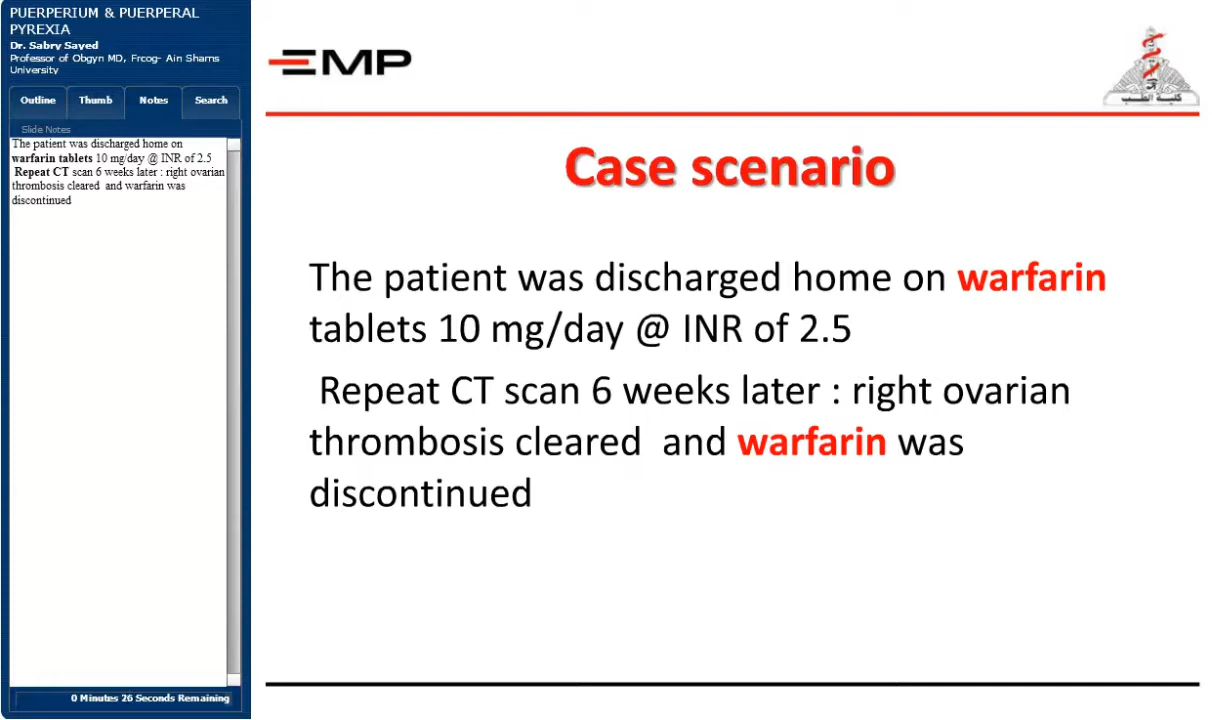 PUERPERIUM & PUERPERAL
PYREXIA
Dr. Sabry Sayed
Professor of Obgyn MD, Frcog- Ain Shams
University
Outline
Thumb
Notes
Search
Slide Notes
The patient was discharged home on
warfarin tablets 10 mg/day @ INR of 2.5
Repeat CT scan 6 weeks later : right ovarian
thrombosis cleared and warfarin was
discontinued
0 Minutes 26 Seconds Remaining
EMP
كلية الطب
Case scenario
The patient was discharged home on warfarin
tablets 10 mg/day @ INR of 2.5
Repeat CT scan 6 weeks later : right ovarian
thrombosis cleared and warfarin was
discontinued